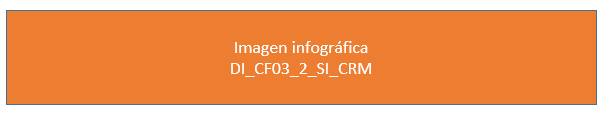 Imagen infográfica
DI_CF03_2_SI_CRM